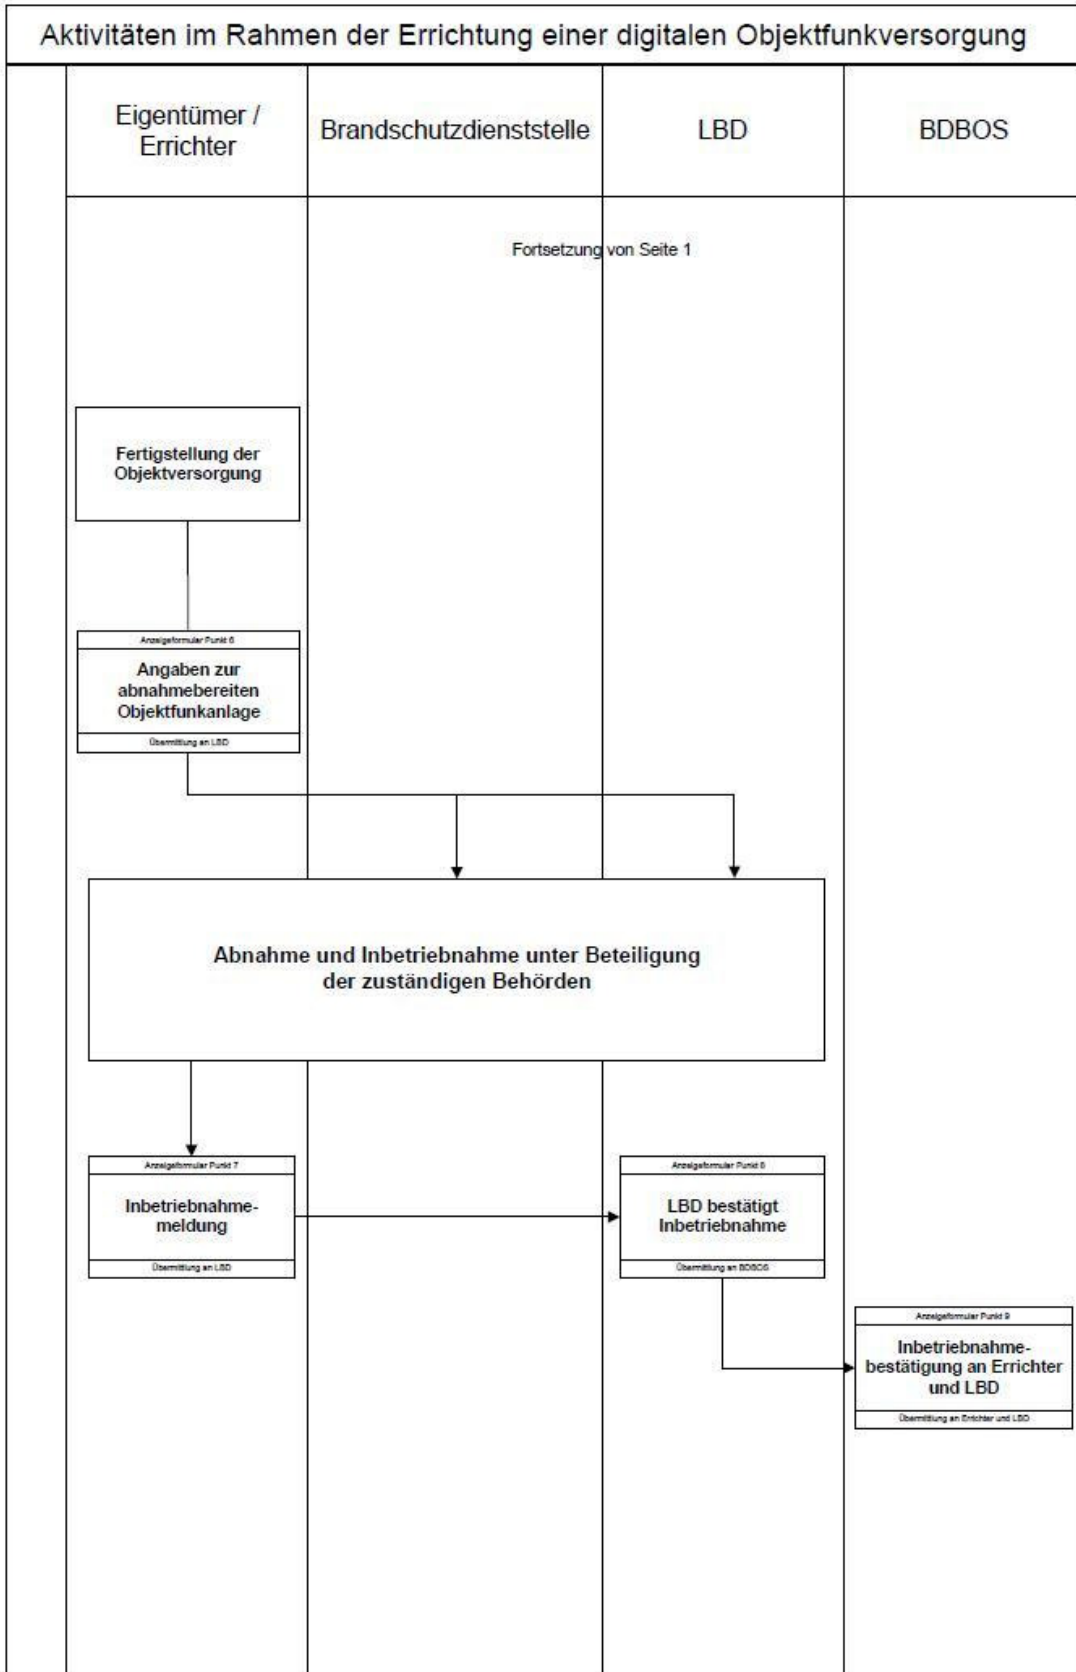 Aktivitäten im Rahmen der Errichtung einer digitalen Objektfunkversorgung
Eigentümer /
Errichter
Brandschutzdienststelle
LBD
BDBOS
Fortsetzung von Seite 1
Fertigstellung der
Objektversorgung
Anzeigeformular Punkt 6
Angaben zur
abnahmebereiten
Objektfunkanlage
Übermittlung an LBD
Abnahme und Inbetriebnahme unter Beteiligung
der zuständigen Behörden
Anzeigeformular Punkt 7
Inbetriebnahme-
meldung
Übermittlung an LBD
Anzeigeformular Punkt 8
LBD bestätigt
Inbetriebnahme
Übermittlung an BDBOS
Anzeigeformular Punkt 9
Inbetriebnahme-
bestätigung an Errichter
und LBD
Übermittlung an Errichter und LBD